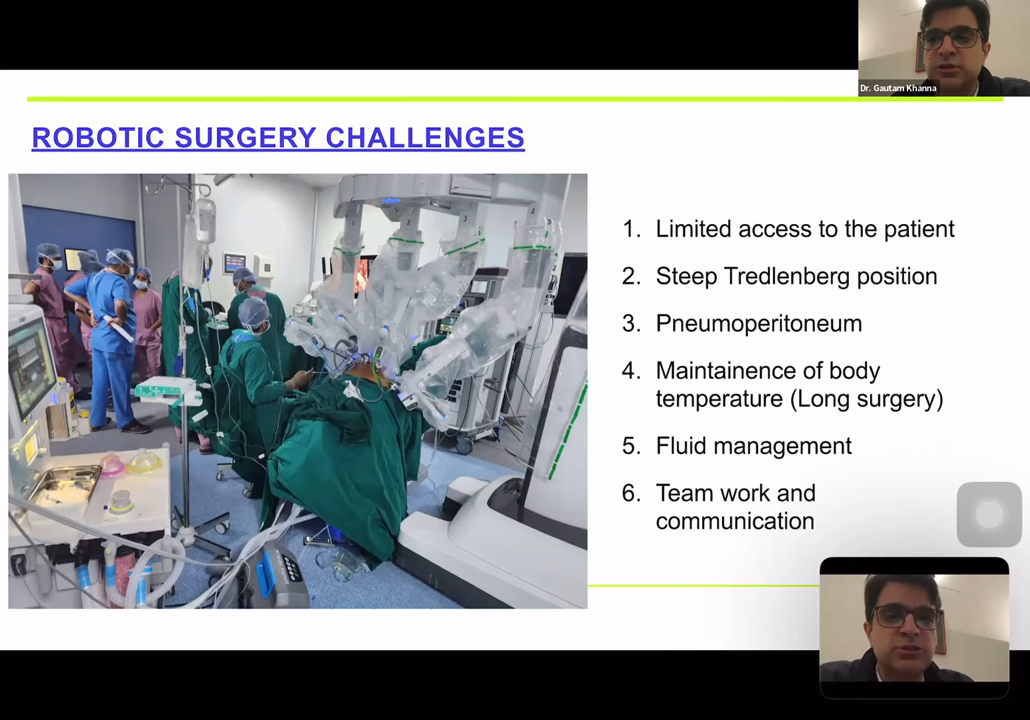 Dr. Gautam Khanna
ROBOTIC SURGERY CHALLENGES
1. Limited access to the patient
2. Steep Tredlenberg position
3. Pneumoperitoneum
4. Maintainence of body
temperature (Long surgery)
5. Fluid management
6. Team work and
communication